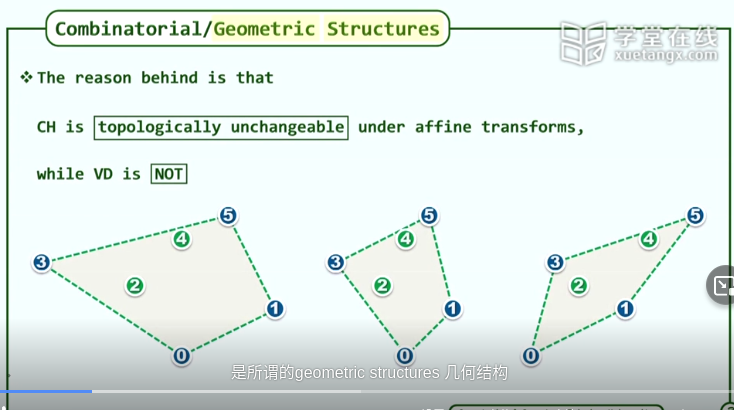 Combinatorial/Geometric Structures
学堂在线
xuetangx.com
❖ The reason behind is that
CH is topologically unchangeable under affine transforms,
while VD is NOT
5
4
3
2
1
0
5
4
3
2
1
0
5
4
3
2
1
0
是所谓的geometric structures 几何结构